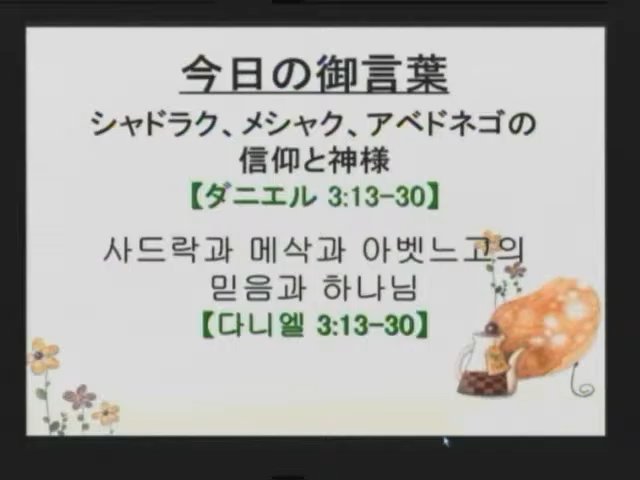 今日の御言葉
シャドラク、メシャク、アベドネゴの
信仰と神様
【ダニエル 3:13-30】
사드락과 메삭과 아벳느고의
믿음과 하나님
【다니엘 3:13-30】